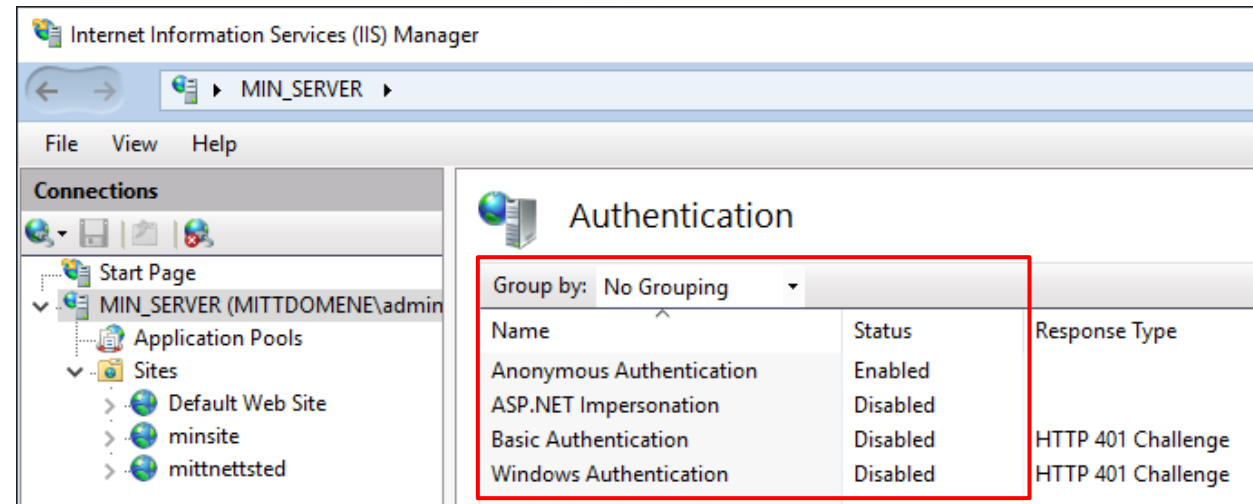 Internet Information Services (IIS) Manager
MIN_SERVER
File View Help
Connections
Start Page
MIN_SERVER (MITTDOMENE\admin
Application Pools
Sites
Default Web Site
minsite
mittnettsted
Authentication
Group by: No Grouping
Name Status Response Type
Anonymous Authentication Enabled
ASP.NET Impersonation Disabled
Basic Authentication Disabled HTTP 401 Challenge
Windows Authentication Disabled HTTP 401 Challenge